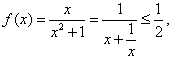 f(x) = x/(x² + 1) = 1/(x + 1/x) ≤ 1/2,